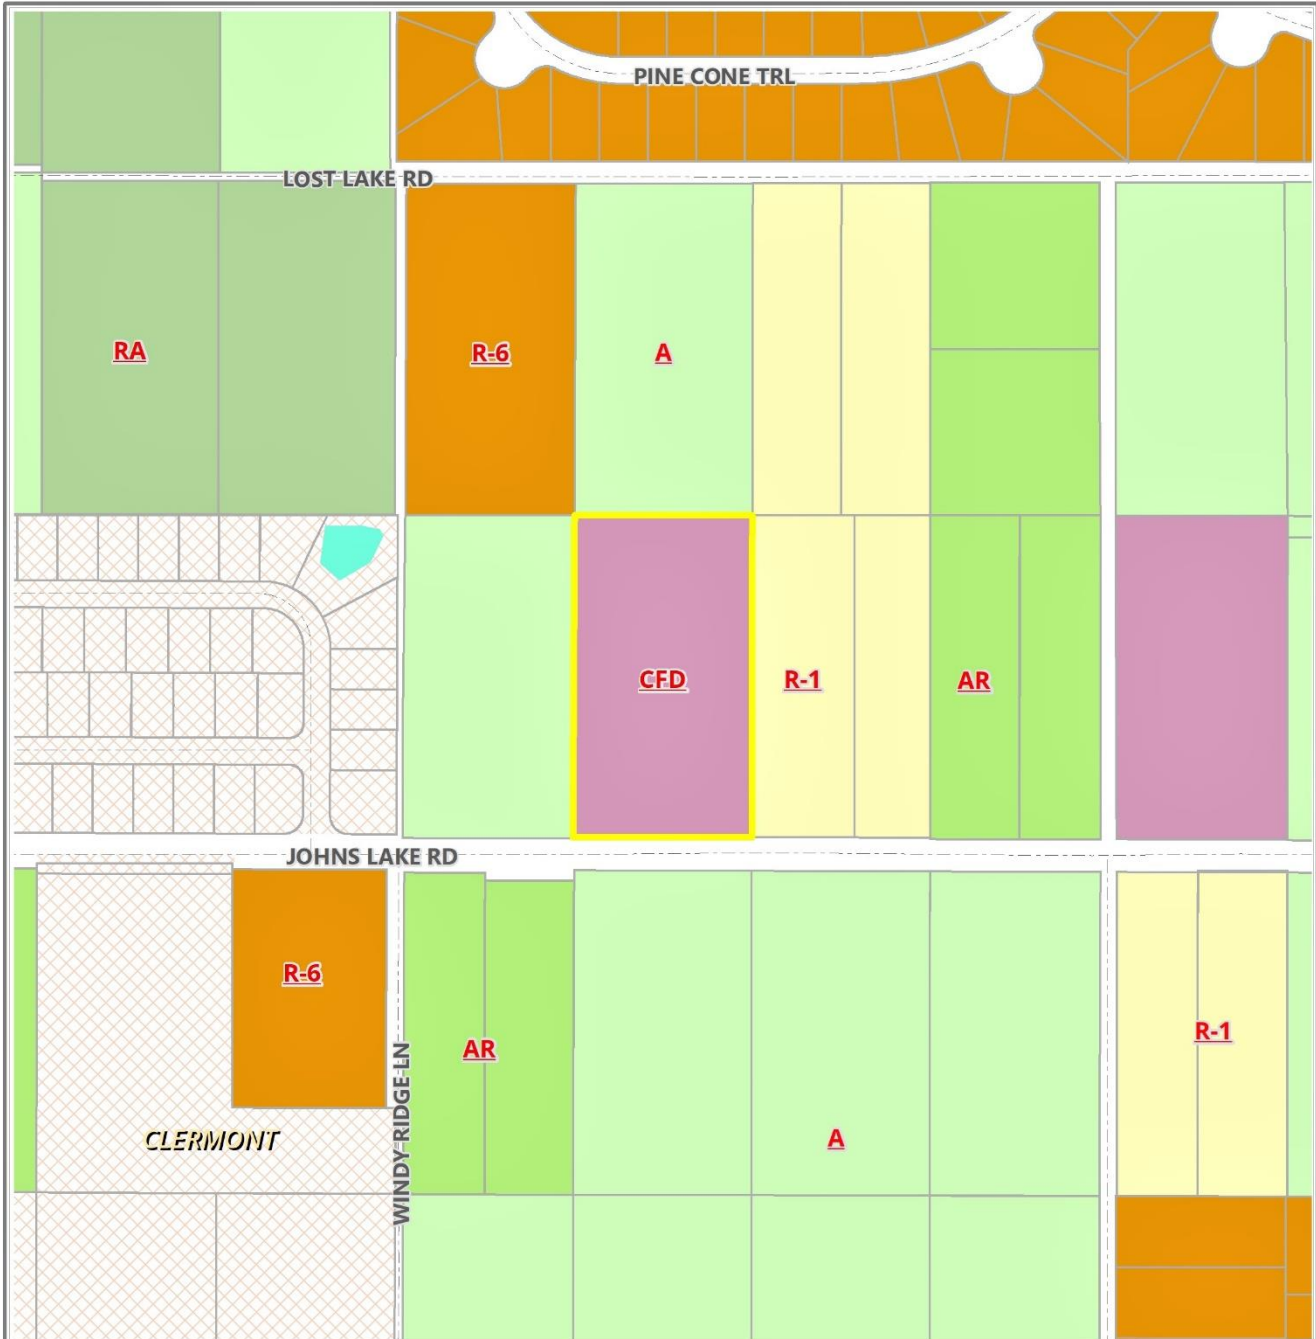 PINE CONE TRL
LOST LAKE RD
RA
R-6
A
CFD
R-1
AR
JOHNS LAKE RD
R-6
AR
R-1
WINDY RIDGE LN
CLERMONT
A